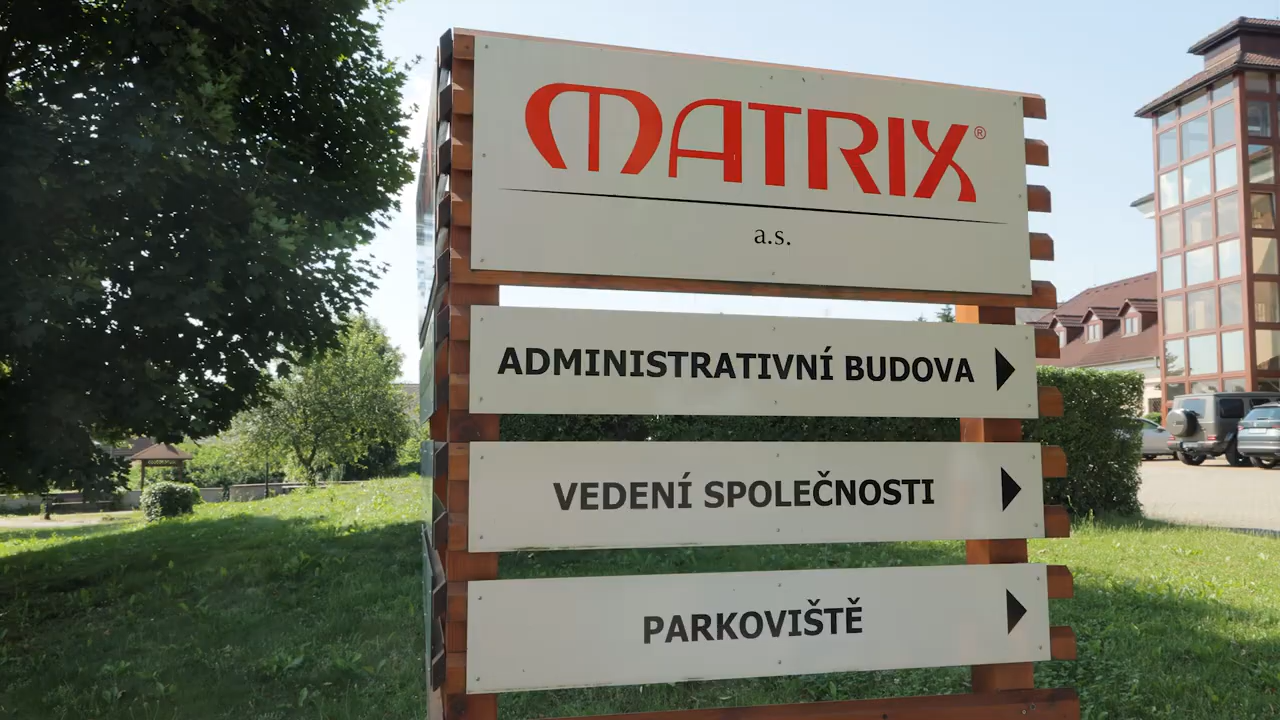 MATRIX®
a.s.
ADMINISTRATIVNÍ BUDOVA
VEDENÍ SPOLEČNOSTI
PARKOVIŠTĚ